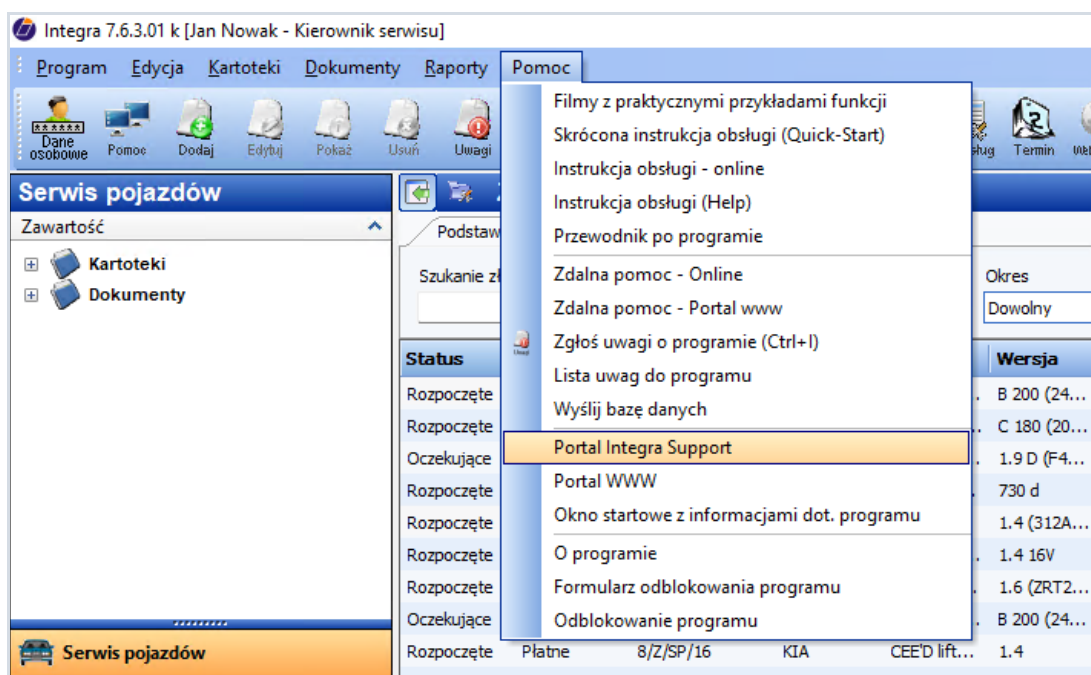 Integra 7.6.3.01 k [Jan Nowak - Kierownik serwisu]
Program Edycja Kartoteki Dokumenty Raporty Pomoc
Dane osobowe Pomoc Dodaj Edytuj Pokaż Usuń Uwagi Termin
Serwis pojazdów
Zawartość
Kartoteki
Dokumenty
Serwis pojazdów
Filmy z praktycznymi przykładami funkcji
Skrócona instrukcja obsługi (Quick-Start)
Instrukcja obsługi - online
Instrukcja obsługi (Help)
Przewodnik po programie
Zdalna pomoc - Online
Zdalna pomoc - Portal www
Zgłoś uwagi o programie (Ctrl+I)
Lista uwag do programu
Wyślij bazę danych
Portal Integra Support
Portal WWW
Okno startowe z informacjami dot. programu
O programie
Formularz odblokowania programu
Odblokowanie programu
Podstaw
Szukanie zł
Okres
Dowolny
Status Wersja
Rozpoczęte B 200 (24...
Rozpoczęte C 180 (20...
Oczekujące 1.9 D (F4...
Rozpoczęte 730 d
Rozpoczęte 1.4 (312A...
Rozpoczęte 1.4 16V
Rozpoczęte 1.6 (ZRT2...
Oczekujące B 200 (24...
Rozpoczęte Płatne 8/Z/SP/16 KIA CEE'D lift... 1.4